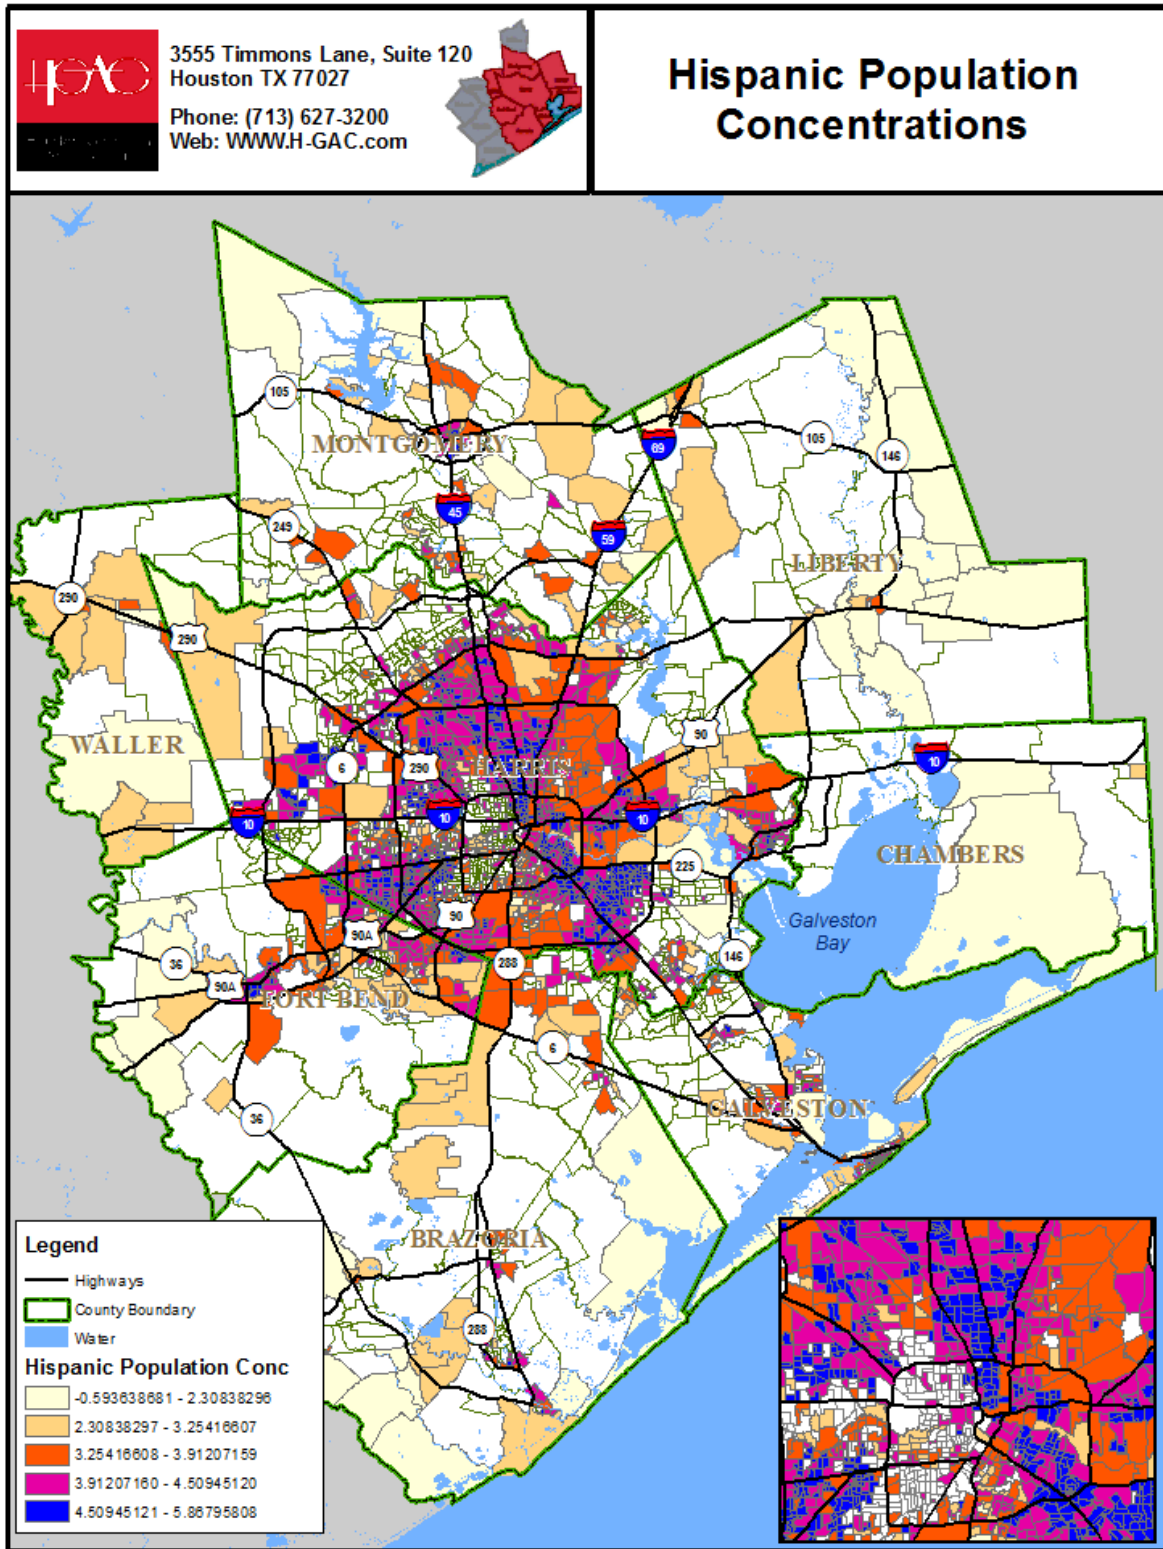 HGAC
3555 Timmons Lane, Suite 120
Houston TX 77027
Phone: (713) 627-3200
Web: WWW.H-GAC.com
Hispanic Population
Concentrations
105
MONTGOMERY
69
105
146
45
249
59
LIBERTY
290
290
WALLER
6
290
HARRIS
90
10
10
10
10
CHAMBERS
225
Galveston
Bay
90
90A
36
90A
288
146
FORT BEND
6
36
GALVESTON
BRAZORIA
288
Legend
Highways
County Boundary
Water
Hispanic Population Conc
-0.593638681 - 2.30838296
2.30838297 - 3.25416607
3.25416608 - 3.91207159
3.91207160 - 4.50945120
4.50945121 - 5.86795808